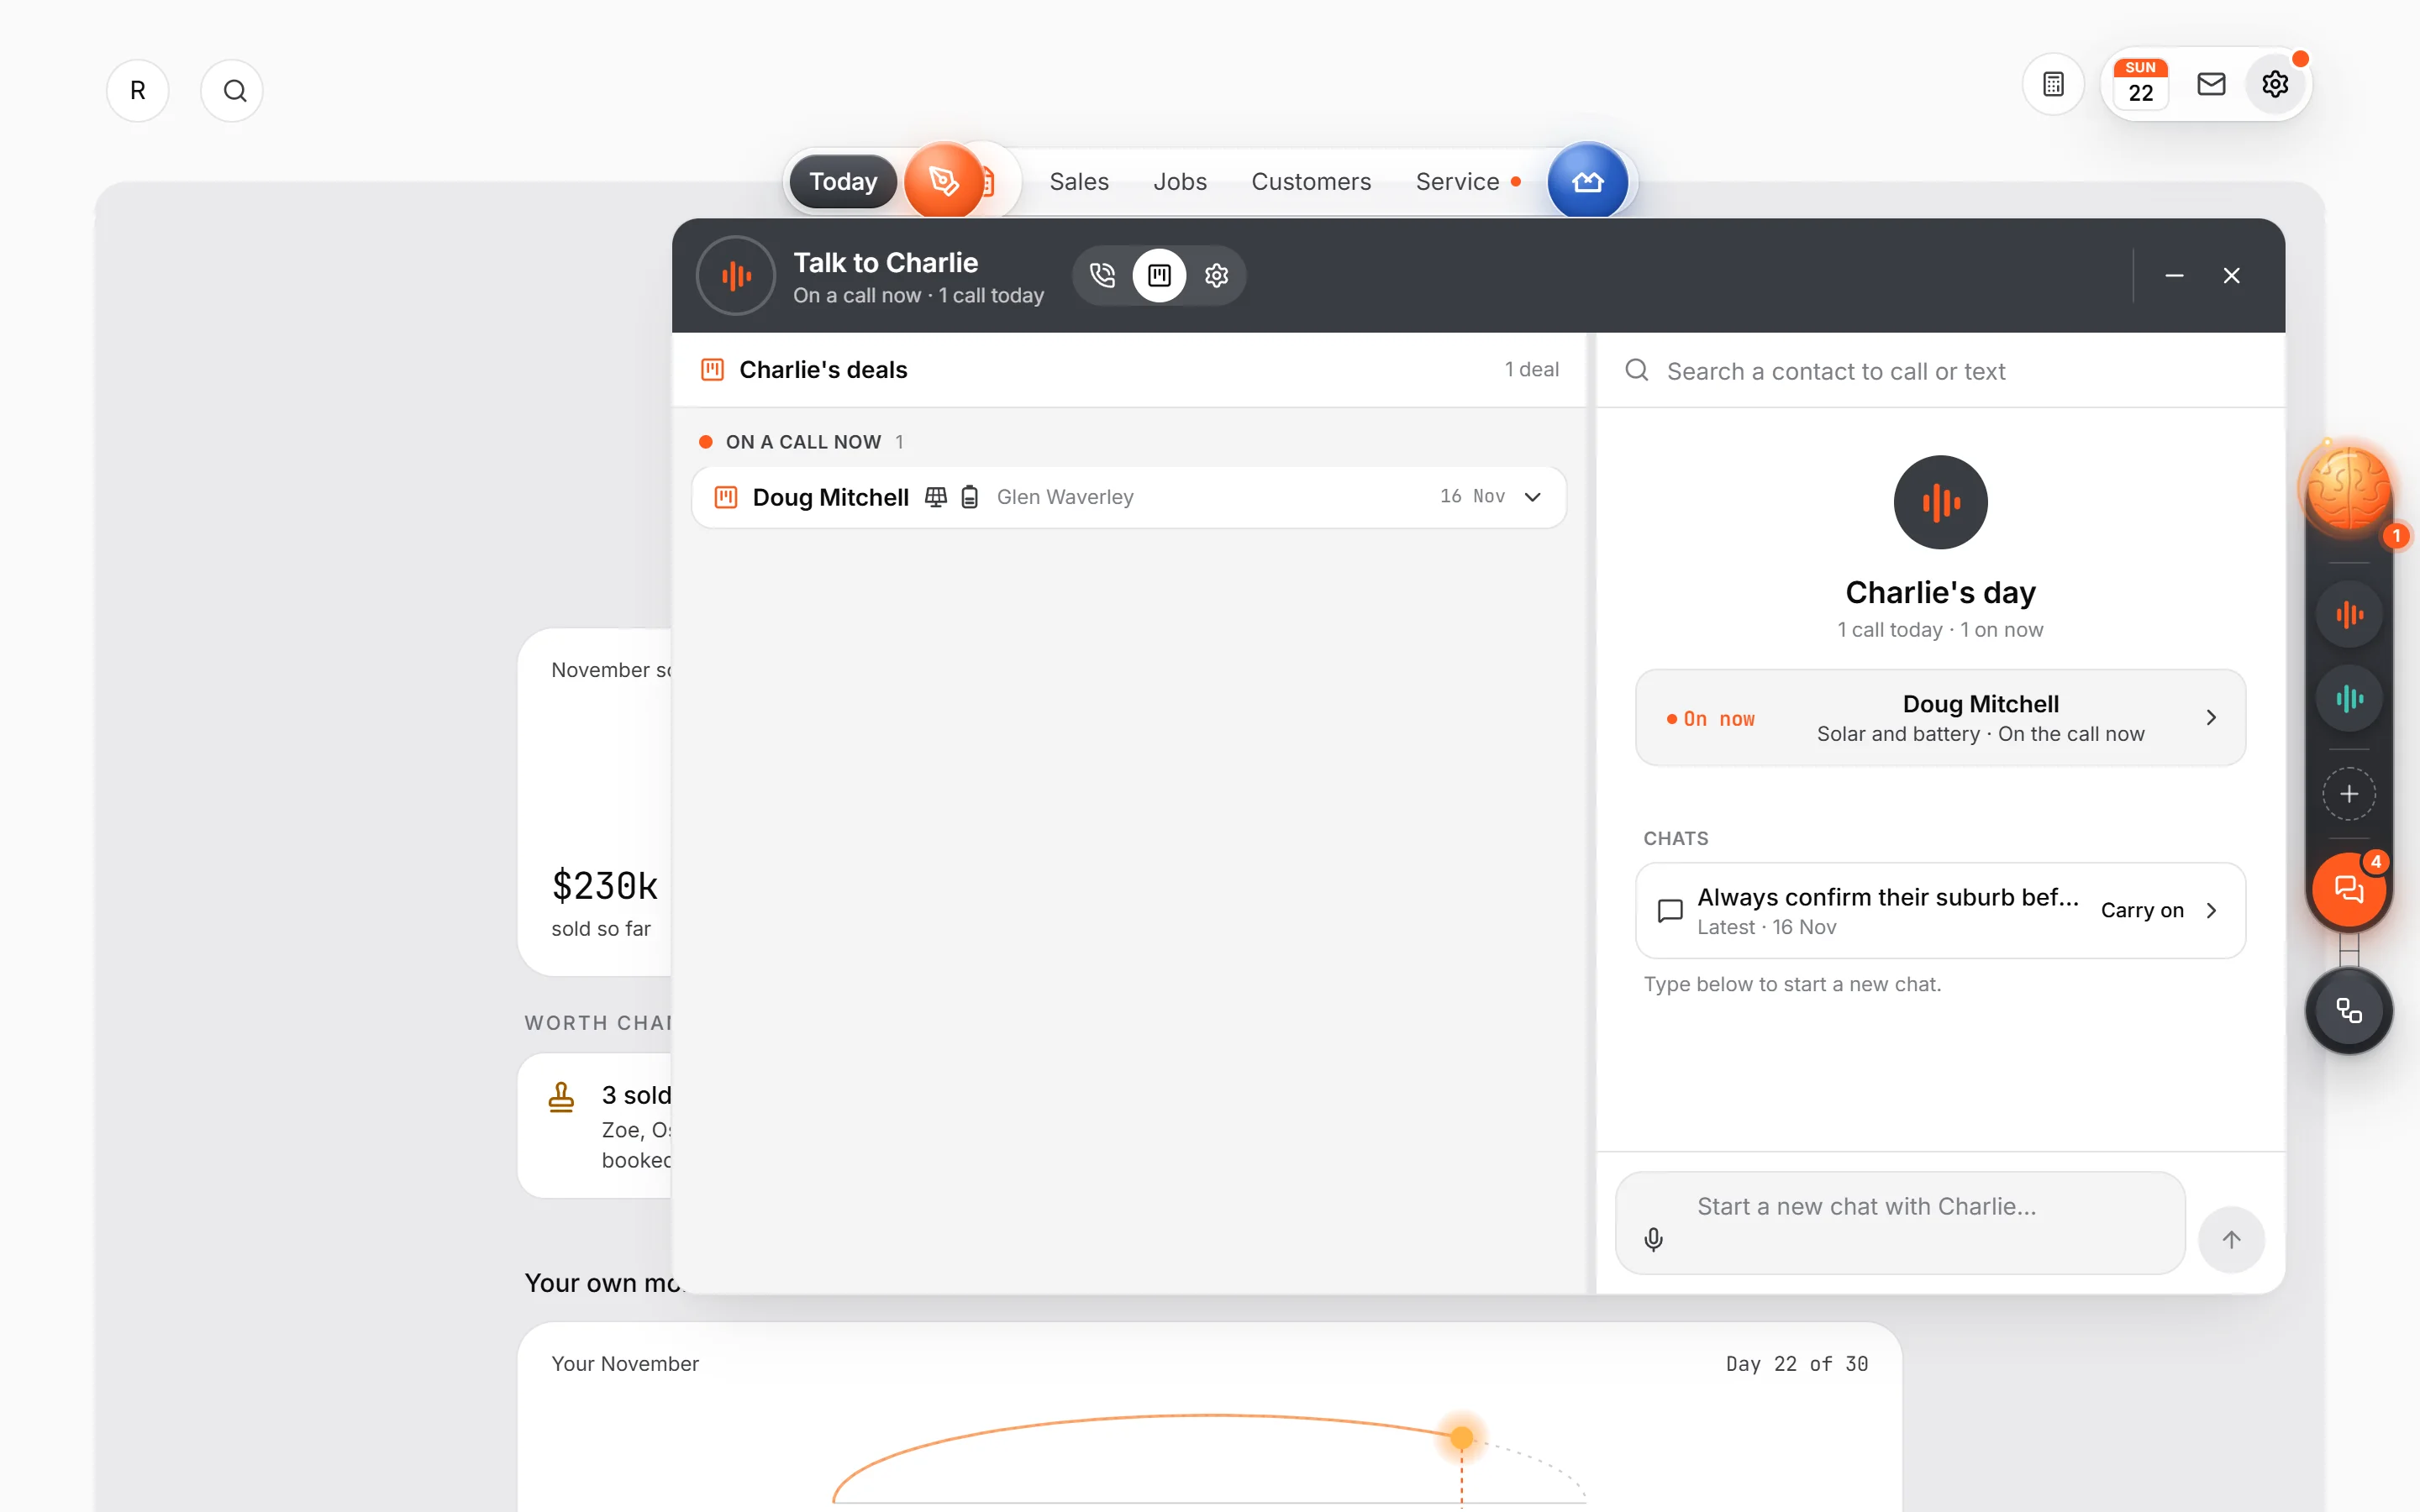 R
SUN
22
Today
Sales
Jobs
Customers
Service
Talk to Charlie
On a call now · 1 call today
Charlie's deals
1 deal
Search a contact to call or text
ON A CALL NOW 1
Doug Mitchell
Glen Waverley
16 Nov
1
Charlie's day
1 call today · 1 on now
On now
Doug Mitchell
Solar and battery · On the call now
CHATS
Always confirm their suburb bef...
Latest · 16 Nov
Carry on
4
Type below to start a new chat.
Start a new chat with Charlie...
November
$230k
sold so far
WORTH
3 sold
Zoe,
booked
Your own
Your November
Day 22 of 30